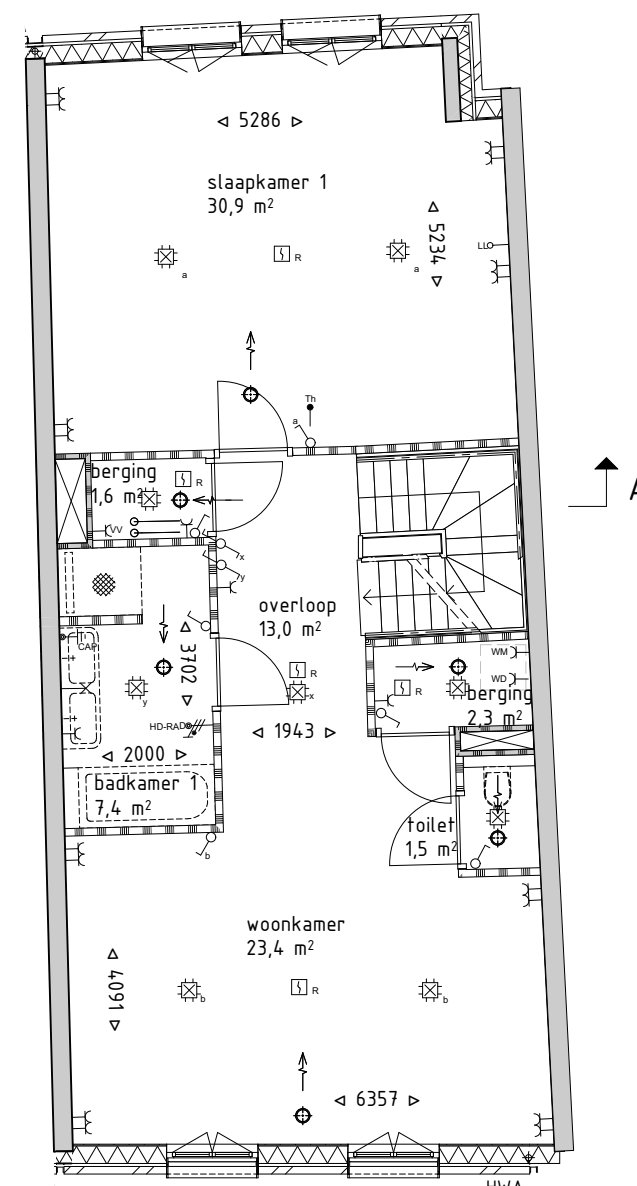 5286
slaapkamer 1
30,9 m²
5234
LL
R
a
a
Th
a
berging
1,6 m²
R
VV
x
y
overloop
13,0 m²
A
T
CAP
3702
y
HD-RAD
R
x
1943
R
WM
WD
berging
2,3 m²
2000
badkamer 1
7,4 m²
toilet
1,5 m²
b
woonkamer
23,4 m²
4091
b
R
b
6357
HWA